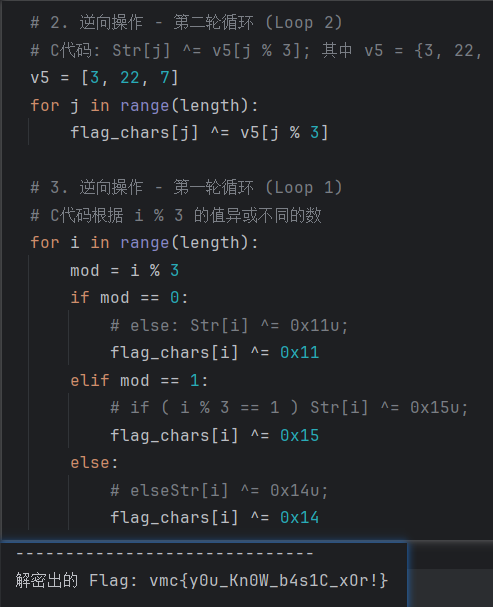 # 2. 逆向操作 - 第二轮循环 (Loop 2)
# C代码: Str[j] ^= v5[j % 3]; 其中 v5 = {3, 22,
v5 = [3, 22, 7]
for j in range(length):
    flag_chars[j] ^= v5[j % 3]
# 3. 逆向操作 - 第一轮循环 (Loop 1)
# C代码根据 i % 3 的值异或不同的数
for i in range(length):
    mod = i % 3
    if mod == 0:
        # else: Str[i] ^= 0x11u;
        flag_chars[i] ^= 0x11
    elif mod == 1:
        # if ( i % 3 == 1 ) Str[i] ^= 0x15u;
        flag_chars[i] ^= 0x15
    else:
        # elseStr[i] ^= 0x14u;
        flag_chars[i] ^= 0x14
------------------------------
解密出的 Flag: vmc{y0u_Kn0W_b4s1C_xOr!}